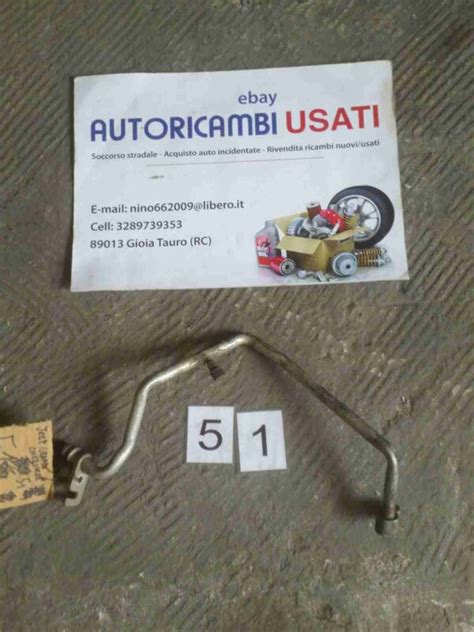 ebay
AUTORICAMBI USATI
Soccorso stradale - Acquisto auto incidentate - Rivendita ricambi nuovi/usati
E-mail: nino662009@libero.it
Cell: 3289739353
89013 Gioia Tauro (RC)
5 1